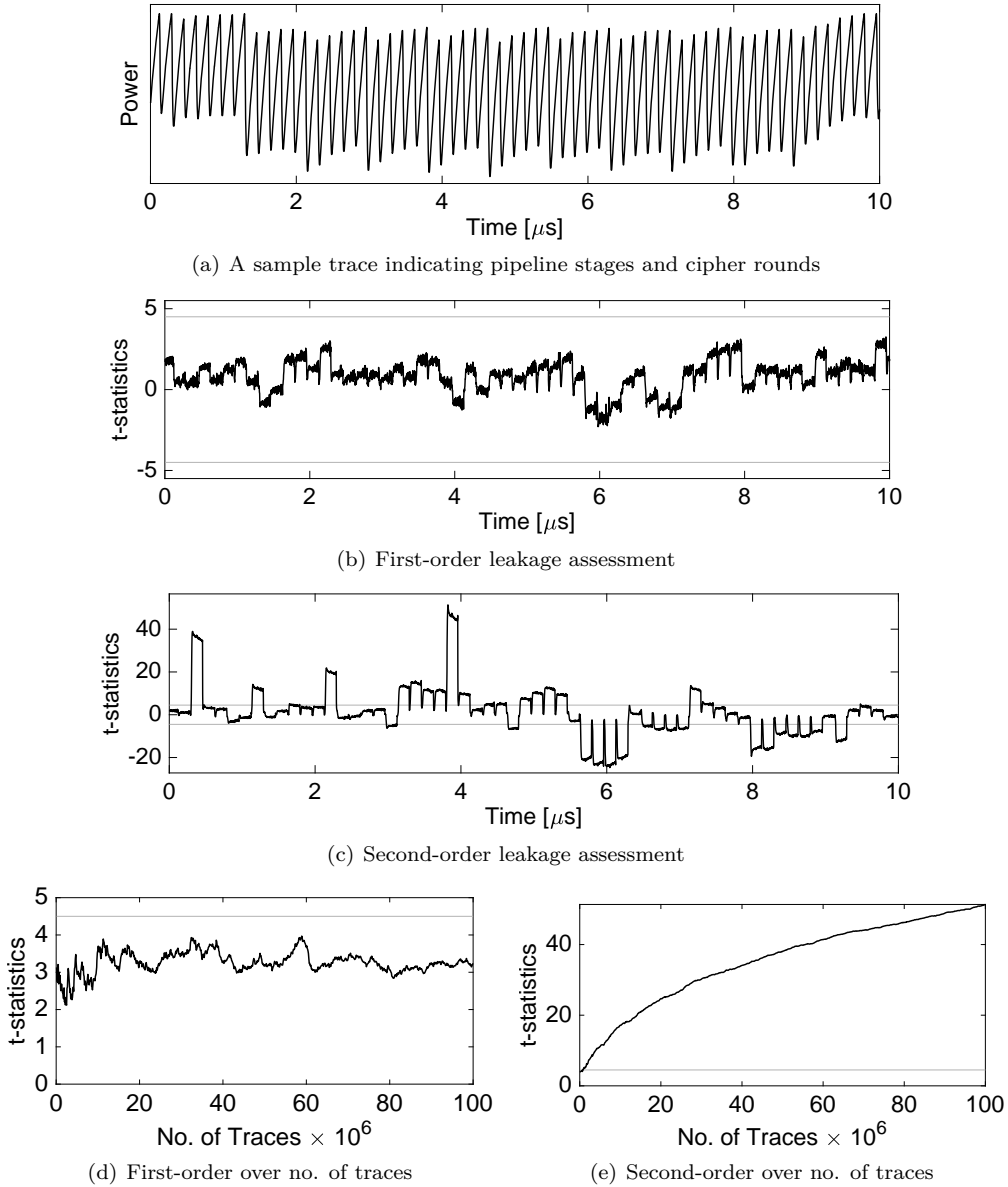 Power
0 2 4 6 8 10
Time [μs]
(a) A sample trace indicating pipeline stages and cipher rounds
t-statistics
5
0
-5
0 2 4 6 8 10
Time [μs]
(b) First-order leakage assessment
t-statistics
40
20
0
-20
0 2 4 6 8 10
Time [μs]
(c) Second-order leakage assessment
t-statistics
5
4
3
2
1
0
0 20 40 60 80 100
No. of Traces × 10^6
(d) First-order over no. of traces
t-statistics
40
20
0
0 20 40 60 80 100
No. of Traces × 10^6
(e) Second-order over no. of traces